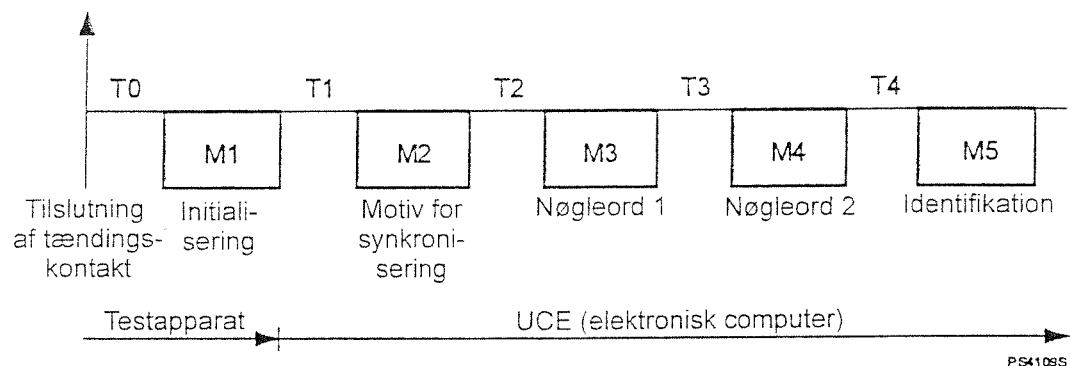 T0 T1 T2 T3 T4
M1 M2 M3 M4 M5
Tilslutning
af tændings-
kontakt
Initiali-
sering
Motiv for
synkroni-
sering
Nøgleord 1
Nøgleord 2
Identifikation
Testapparat
UCE (elektronisk computer)
PS4109S